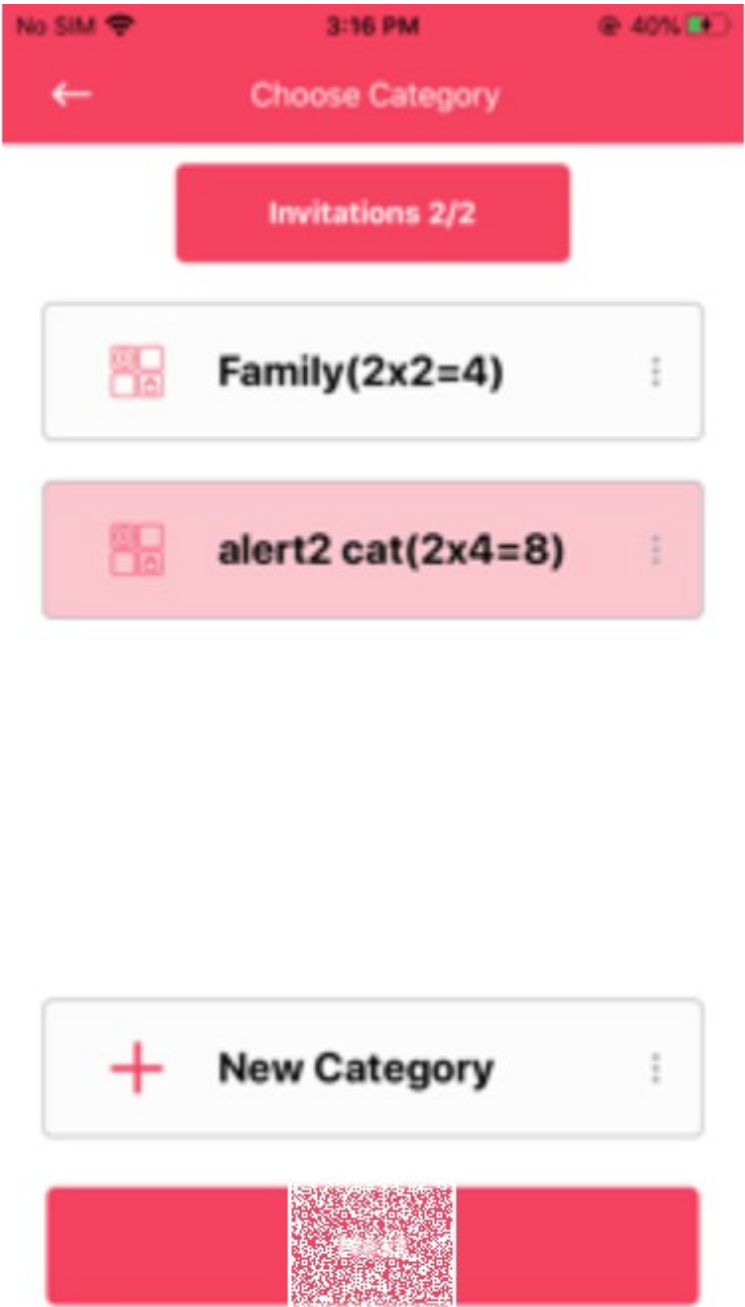 No SIM 3:16 PM 40%
Choose Category
Invitations 2/2
Family(2x2=4)
alert2 cat(2x4=8)
New Category